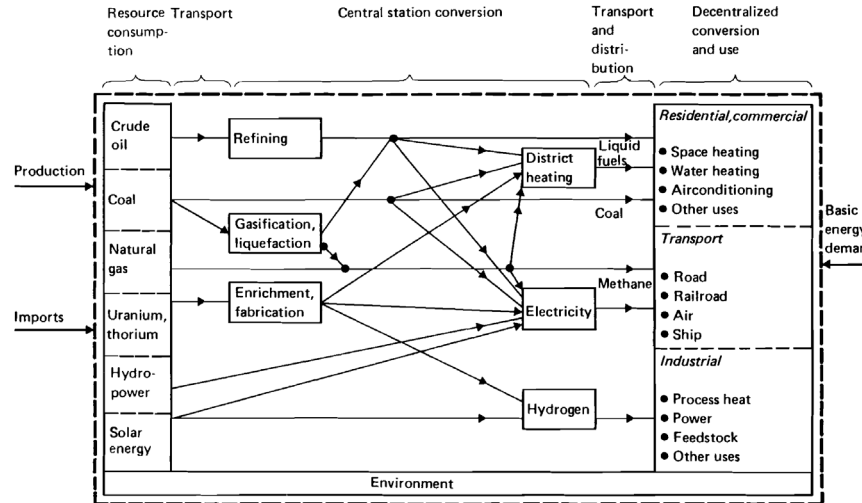 Resource
consump-
tion
Transport
Central station conversion
Transport
and
distri-
bution
Decentralized
conversion
and use
Production
Imports
Crude
oil
Coal
Natural
gas
Uranium,
thorium
Hydro-
power
Solar
energy
Refining
Gasification,
liquefaction
Enrichment,
fabrication
District
heating
Electricity
Hydrogen
Liquid
fuels
Coal
Methane
Residential,commercial
● Space heating
● Water heating
● Airconditioning
● Other uses
Transport
● Road
● Railroad
● Air
● Ship
Industrial
● Process heat
● Power
● Feedstock
● Other uses
Basic
energy
deman
Environment